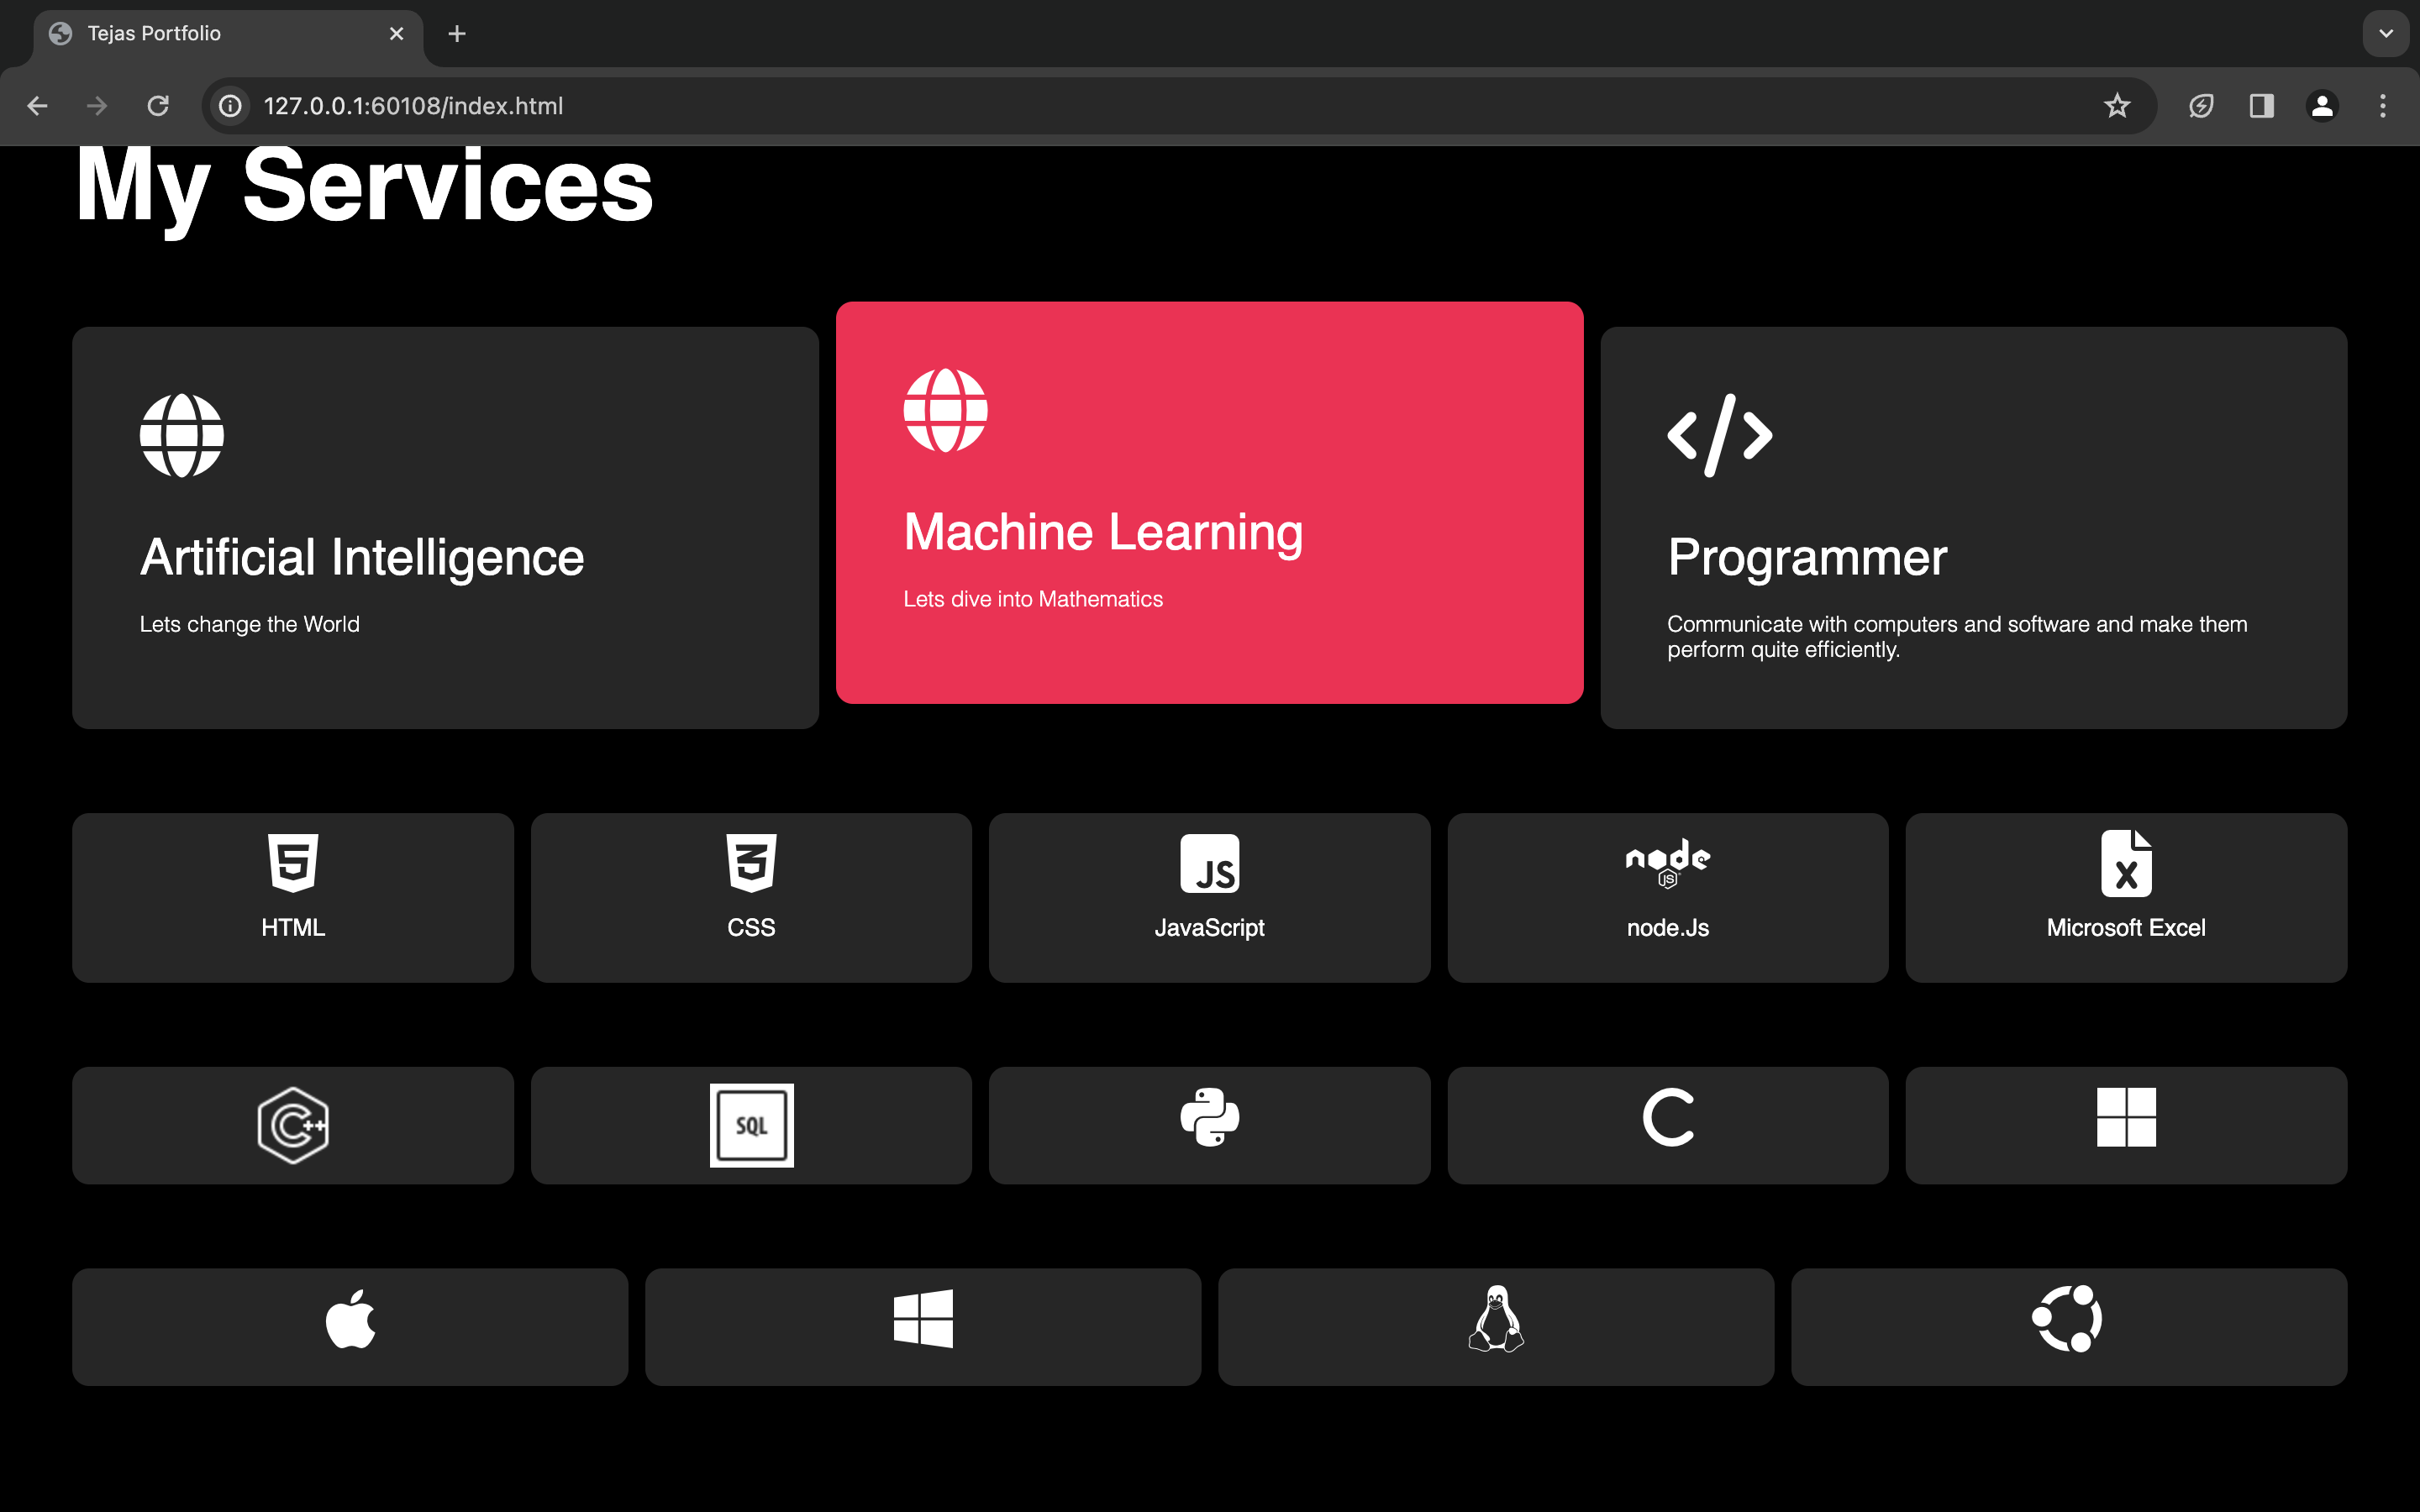 Tejas Portfolio
127.0.0.1:60108/index.html
My Services
Artificial Intelligence
Lets change the World
Machine Learning
Lets dive into Mathematics
Programmer
Communicate with computers and software and make them
perform quite efficiently.
5
HTML
3
CSS
JS
JavaScript
node
JS
node.Js
X
Microsoft Excel
C++
SQL
C